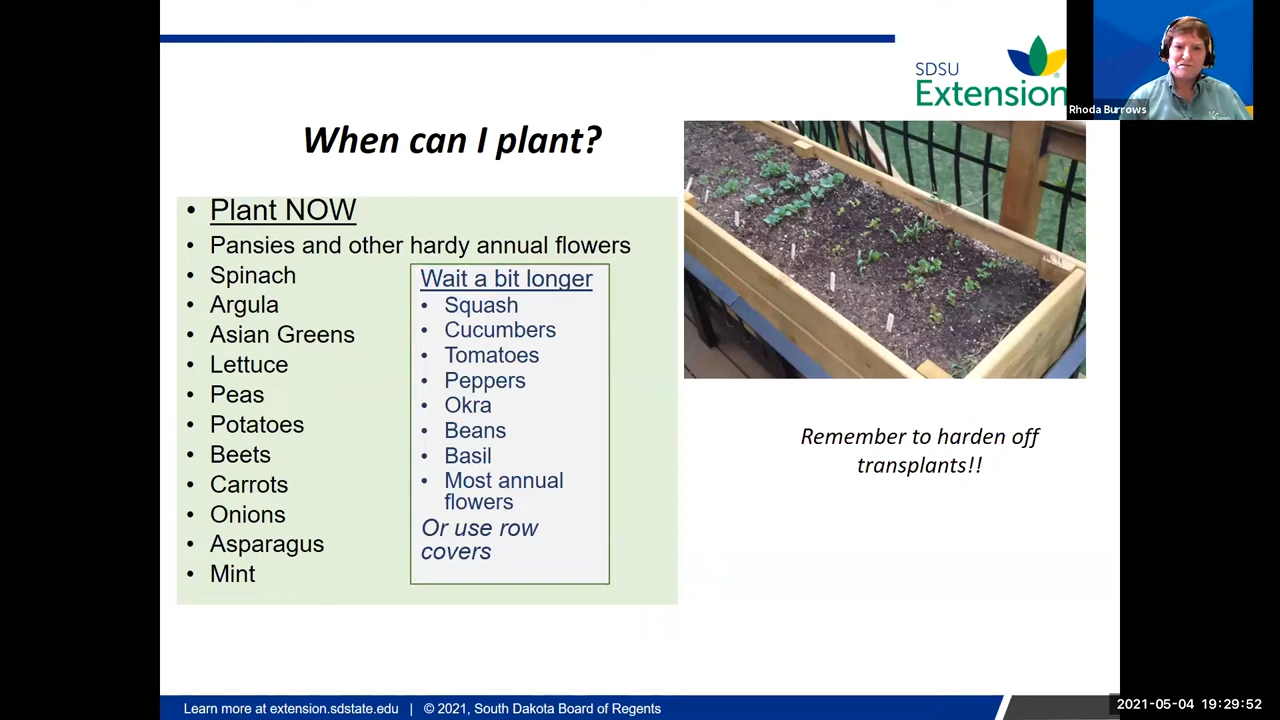 SDSU
Extension
Rhoda Burrows
When can I plant?
• Plant NOW
• Pansies and other hardy annual flowers
• Spinach
• Argula
• Asian Greens
• Lettuce
• Peas
• Potatoes
• Beets
• Carrots
• Onions
• Asparagus
• Mint
Wait a bit longer
• Squash
• Cucumbers
• Tomatoes
• Peppers
• Okra
• Beans
• Basil
• Most annual
flowers
Or use row
covers
Remember to harden off
transplants!!
Learn more at extension.sdstate.edu | © 2021, South Dakota Board of Regents
2021-05-04 19:29:52